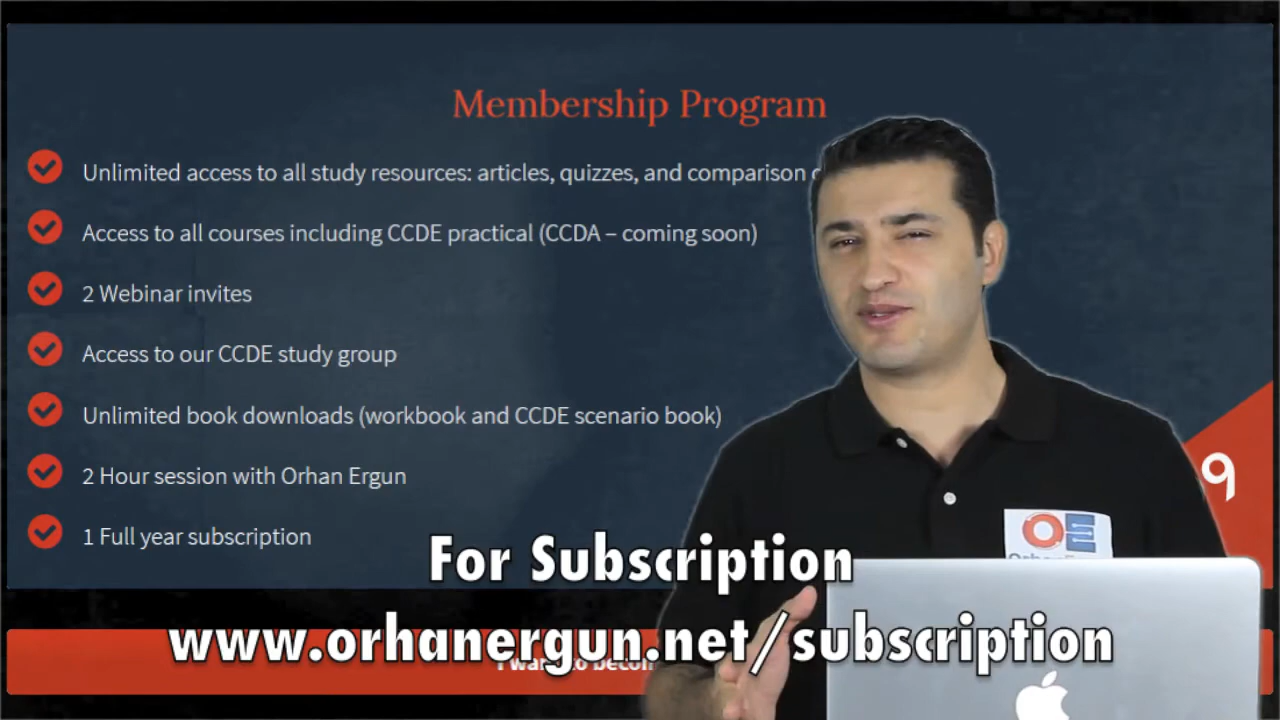 Membership Program
Unlimited access to all study resources: articles, quizzes, and comparison
Access to all courses including CCDE practical (CCDA – coming soon)
2 Webinar invites
Access to our CCDE study group
Unlimited book downloads (workbook and CCDE scenario book)
2 Hour session with Orhan Ergun
9
1 Full year subscription
OE
For Subscription
www.orhanergun.net/subscription